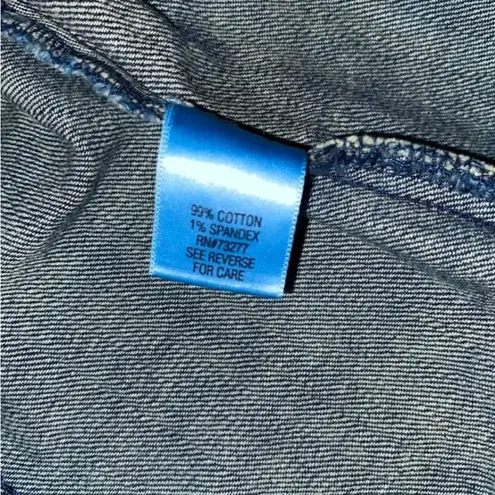 99% COTTON
1% SPANDEX
RN#73277
SEE REVERSE
FOR CARE